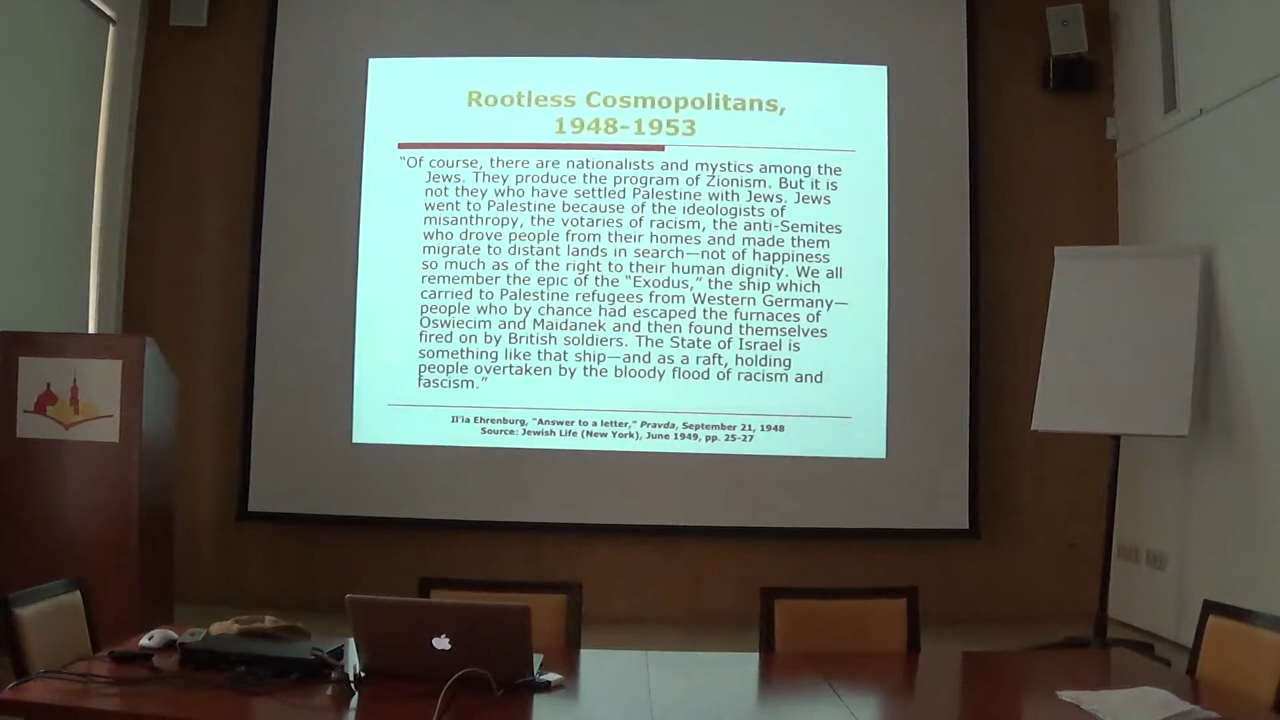 Rootless Cosmopolitans,
1948-1953
"Of course, there are nationalists and mystics among the
Jews. They produce the program of Zionism. But it is
not they who have settled Palestine with Jews. Jews
went to Palestine because of the ideologists of
misanthropy, the votaries of racism, the anti-Semites
who drove people from their homes and made them
migrate to distant lands in search—not of happiness
so much as of the right to their human dignity. We all
remember the epic of the "Exodus," the ship which
carried to Palestine refugees from Western Germany—
people who by chance had escaped the furnaces of
Oswiecim and Maidanek and then found themselves
fired on by British soldiers. The State of Israel is
something like that ship—and as a raft, holding
people overtaken by the bloody flood of racism and
fascism."
Il'ia Ehrenburg, "Answer to a letter," Pravda, September 21, 1948
Source: Jewish Life (New York), June 1949, pp. 25-27